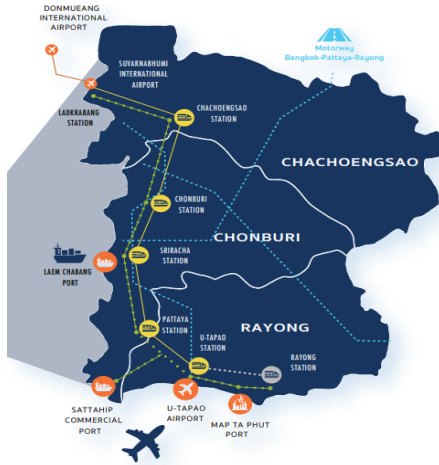 DONMUEANG
INTERNATIONAL
AIRPORT
SUVARNABHUMI
INTERNATIONAL
AIRPORT
Motorway
Bangkok-Pattaya-Rayong
LADKRABANG
STATION
CHACHOENGSAO
STATION
CHACHOENGSAO
CHONBURI
STATION
CHONBURI
SRIRACHA
STATION
LAEM CHABANG
PORT
PATTAYA
STATION
RAYONG
U-TAPAO
STATION
RAYONG
STATION
SATTAHIP
COMMERCIAL
PORT
U-TAPAO
AIRPORT
MAP TA PHUT
PORT